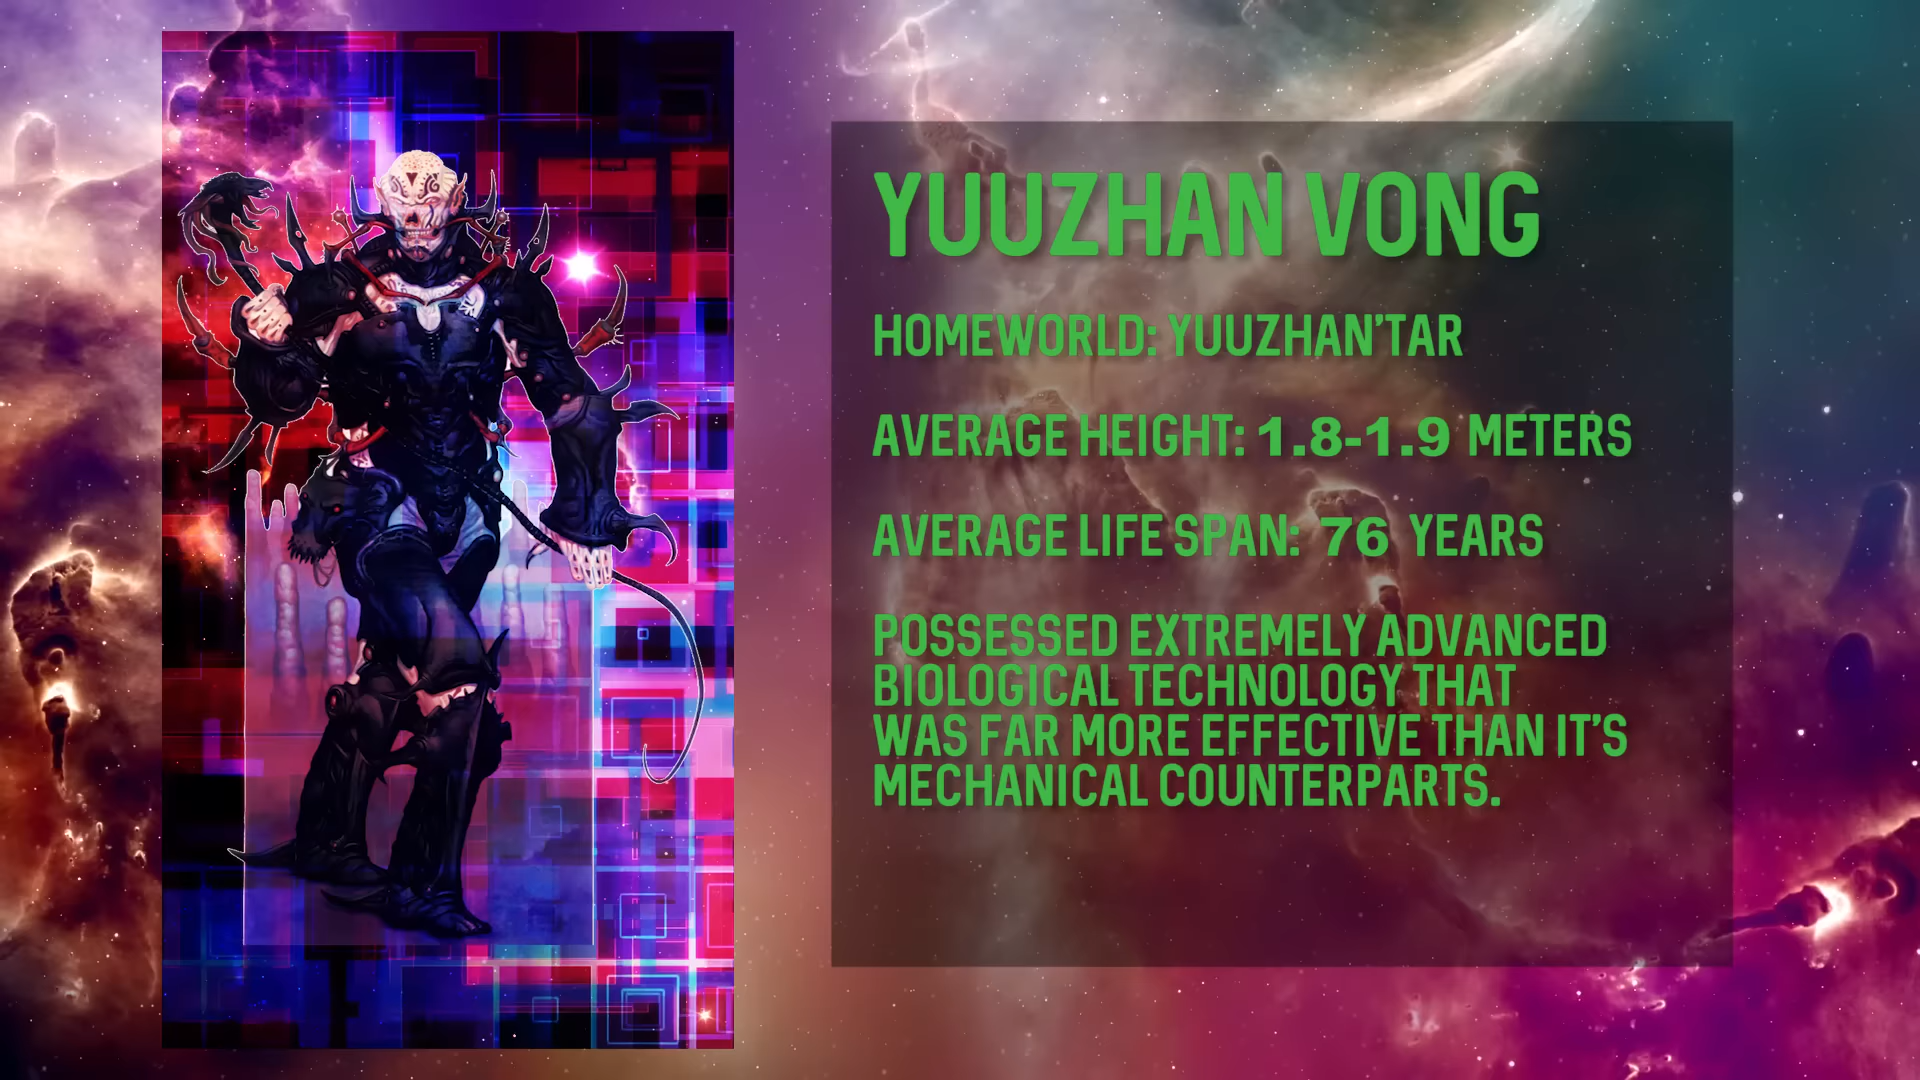 YUUZHAN VONG
HOMEWORLD: YUUZHAN'TAR
AVERAGE HEIGHT: 1.8-1.9 METERS
AVERAGE LIFE SPAN: 76 YEARS
POSSESSED EXTREMELY ADVANCED
BIOLOGICAL TECHNOLOGY THAT
WAS FAR MORE EFFECTIVE THAN IT'S
MECHANICAL COUNTERPARTS.